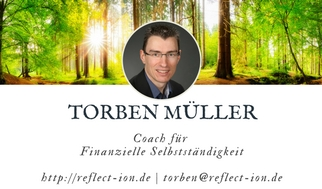 TORBEN MÜLLER
Coach für
Finanzielle Selbstständigkeit
http://reflect-ion.de | torben@reflect-ion.de